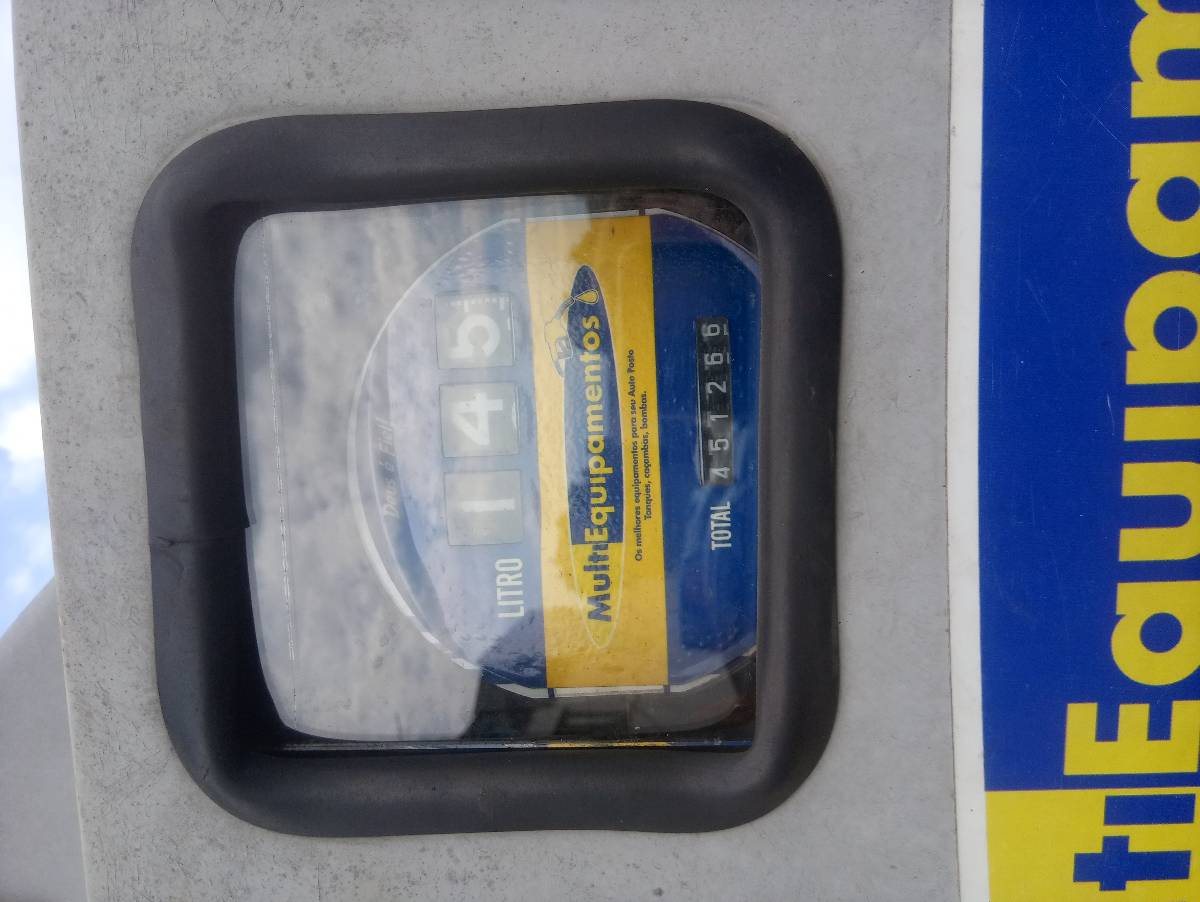 LITRO
1 4 5
MultiEquipamentos
Os melhores equipamentos para seu Auto Posto
Tanques, caçambas, bombas.
TOTAL 451266
tiEquipam